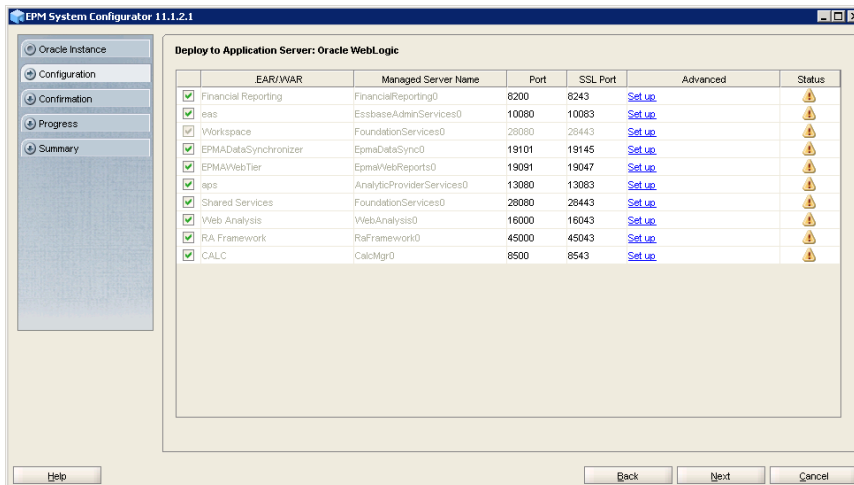 EPM System Configurator 11.1.2.1
Oracle Instance
Configuration
Confirmation
Progress
Summary
Deploy to Application Server: Oracle WebLogic
.EAR/.WAR Managed Server Name Port SSL Port Advanced Status
Financial Reporting FinancialReporting0 8200 8243 Set up
eas EssbaseAdminServices0 10080 10083 Set up
Workspace FoundationServices0 28080 28443 Set up
EPMADataSynchronizer EpmaDataSync0 19101 19145 Set up
EPMAWebTier EpmaWebReports0 19091 19047 Set up
aps AnalyticProviderServices0 13080 13083 Set up
Shared Services FoundationServices0 28080 28443 Set up
Web Analysis WebAnalysis0 16000 16043 Set up
RA Framework RaFramework0 45000 45043 Set up
CALC CalcMgr0 8500 8543 Set up
Help Back Next Cancel